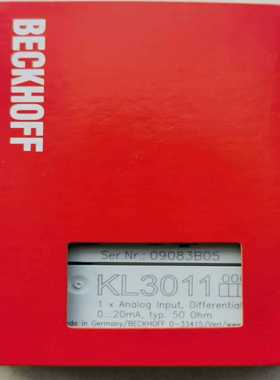 BECKHOFF
Ser Nr.: 09083B05
KL3011
1 x Analog Input, Differential
0...20mA, typ. 50 Ohm
in Germany/BECKHOFF D-33415/Verl/www.